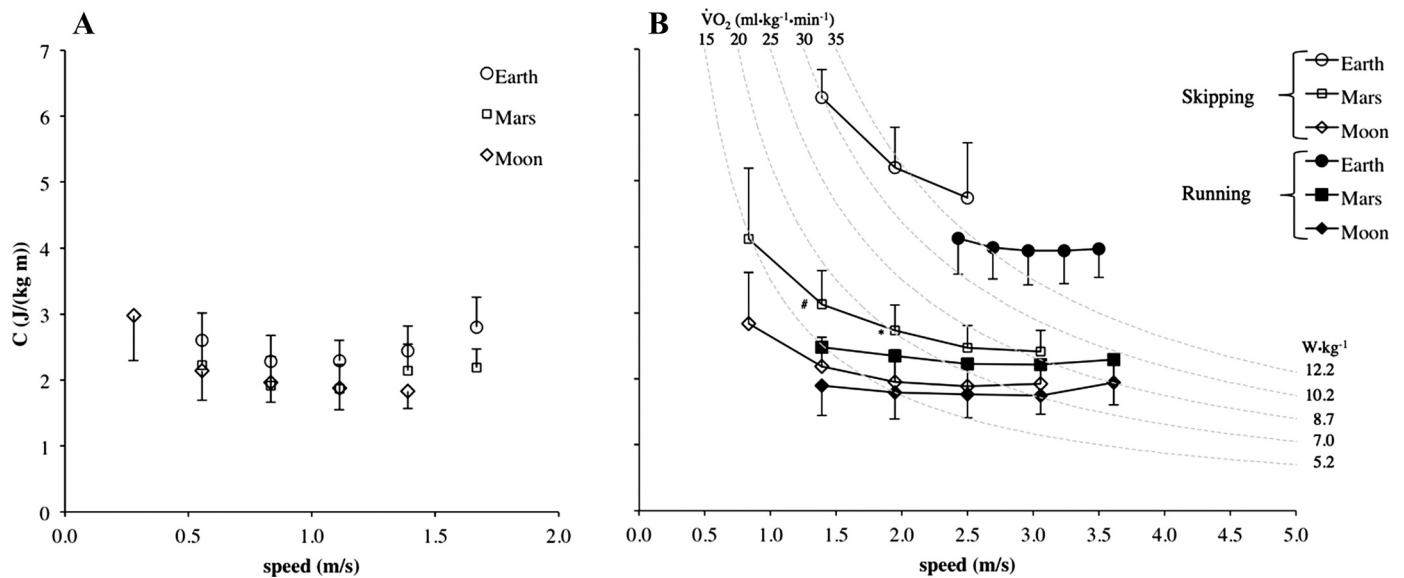 A
7
6
5
4
3
2
1
0
C (J/(kg m))
Earth
Mars
Moon
0.0 0.5 1.0 1.5 2.0
speed (m/s)
B
V̇O₂ (ml·kg⁻¹·min⁻¹)
15 20 25 30 35
Skipping
Earth
Mars
Moon
Running
Earth
Mars
Moon
#
*
W·kg⁻¹
12.2
10.2
8.7
7.0
5.2
0.0 0.5 1.0 1.5 2.0 2.5 3.0 3.5 4.0 4.5 5.0
speed (m/s)